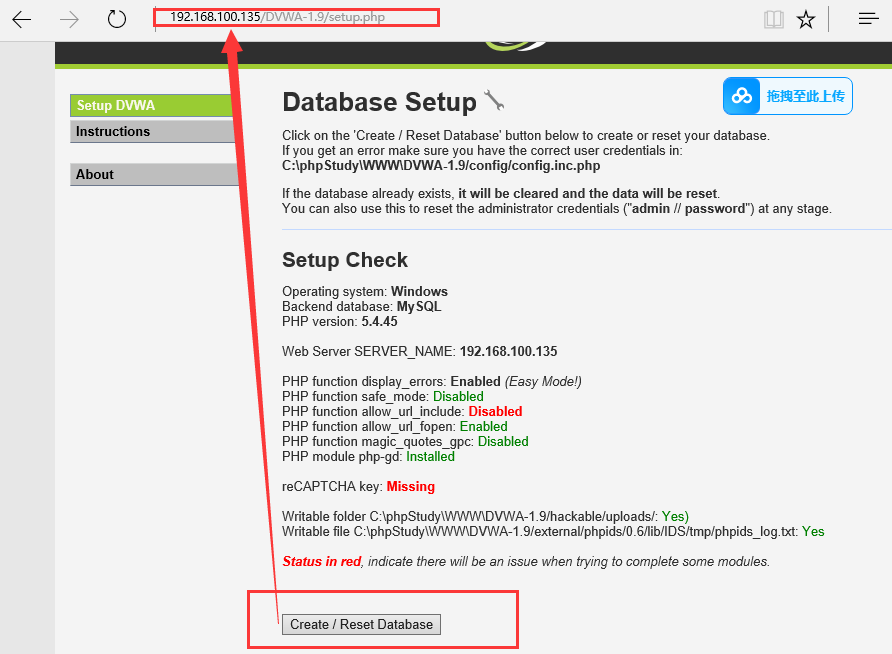 192.168.100.135/DVWA-1.9/setup.php
Setup DVWA
Instructions
About
Database Setup
拖拽至此上传
Click on the 'Create / Reset Database' button below to create or reset your database.
If you get an error make sure you have the correct user credentials in:
C:\phpStudy\WWW\DVWA-1.9/config/config.inc.php
If the database already exists, it will be cleared and the data will be reset.
You can also use this to reset the administrator credentials ("admin // password") at any stage.
Setup Check
Operating system: Windows
Backend database: MySQL
PHP version: 5.4.45
Web Server SERVER_NAME: 192.168.100.135
PHP function display_errors: Enabled (Easy Mode!)
PHP function safe_mode: Disabled
PHP function allow_url_include: Disabled
PHP function allow_url_fopen: Enabled
PHP function magic_quotes_gpc: Disabled
PHP module php-gd: Installed
reCAPTCHA key: Missing
Writable folder C:\phpStudy\WWW\DVWA-1.9/hackable/uploads/: Yes)
Writable file C:\phpStudy\WWW\DVWA-1.9/external/phpids/0.6/lib/IDS/tmp/phpids_log.txt: Yes
Status in red, indicate there will be an issue when trying to complete some modules.
Create / Reset Database